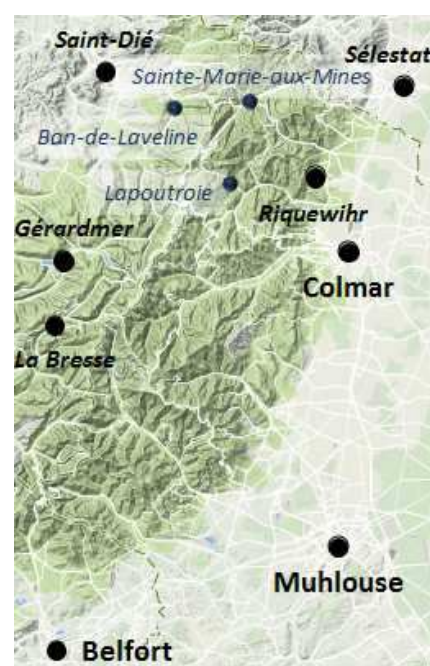 Saint-Dié
Sélestat
Sainte-Marie-aux-Mines
Ban-de-Laveline
Lapoutroie
Riquewihr
Gérardmer
Colmar
La Bresse
Muhlouse
Belfort